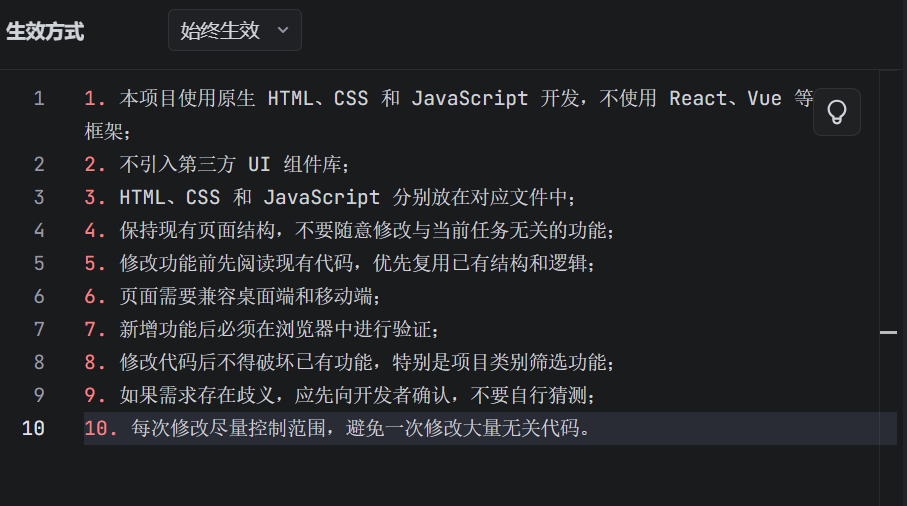 生效方式 始终生效
1 1. 本项目使用原生 HTML、CSS 和 JavaScript 开发，不使用 React、Vue 等
框架；
2 2. 不引入第三方 UI 组件库；
3 3. HTML、CSS 和 JavaScript 分别放在对应文件中；
4 4. 保持现有页面结构，不要随意修改与当前任务无关的功能；
5 5. 修改功能前先阅读现有代码，优先复用已有结构和逻辑；
6 6. 页面需要兼容桌面端和移动端；
7 7. 新增功能后必须在浏览器中进行验证；
8 8. 修改代码后不得破坏已有功能，特别是项目类别筛选功能；
9 9. 如果需求存在歧义，应先向开发者确认，不要自行猜测；
10 10. 每次修改尽量控制范围，避免一次修改大量无关代码。